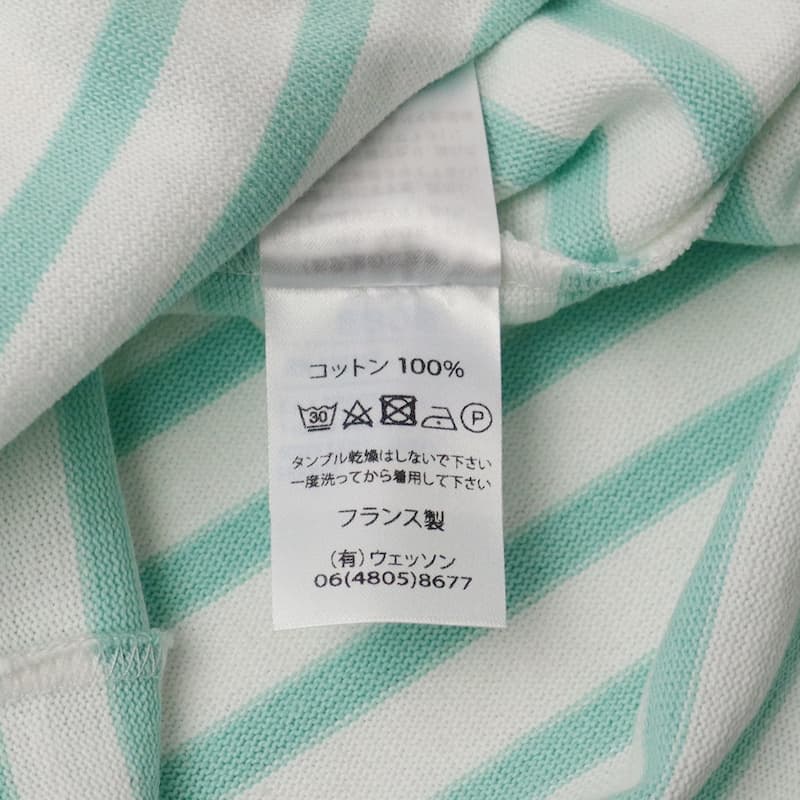 コットン 100%
30 P
タンブル乾燥はしないで下さい
一度洗ってから着用して下さい
フランス製
(有)ウェッソン
06(4805)8677